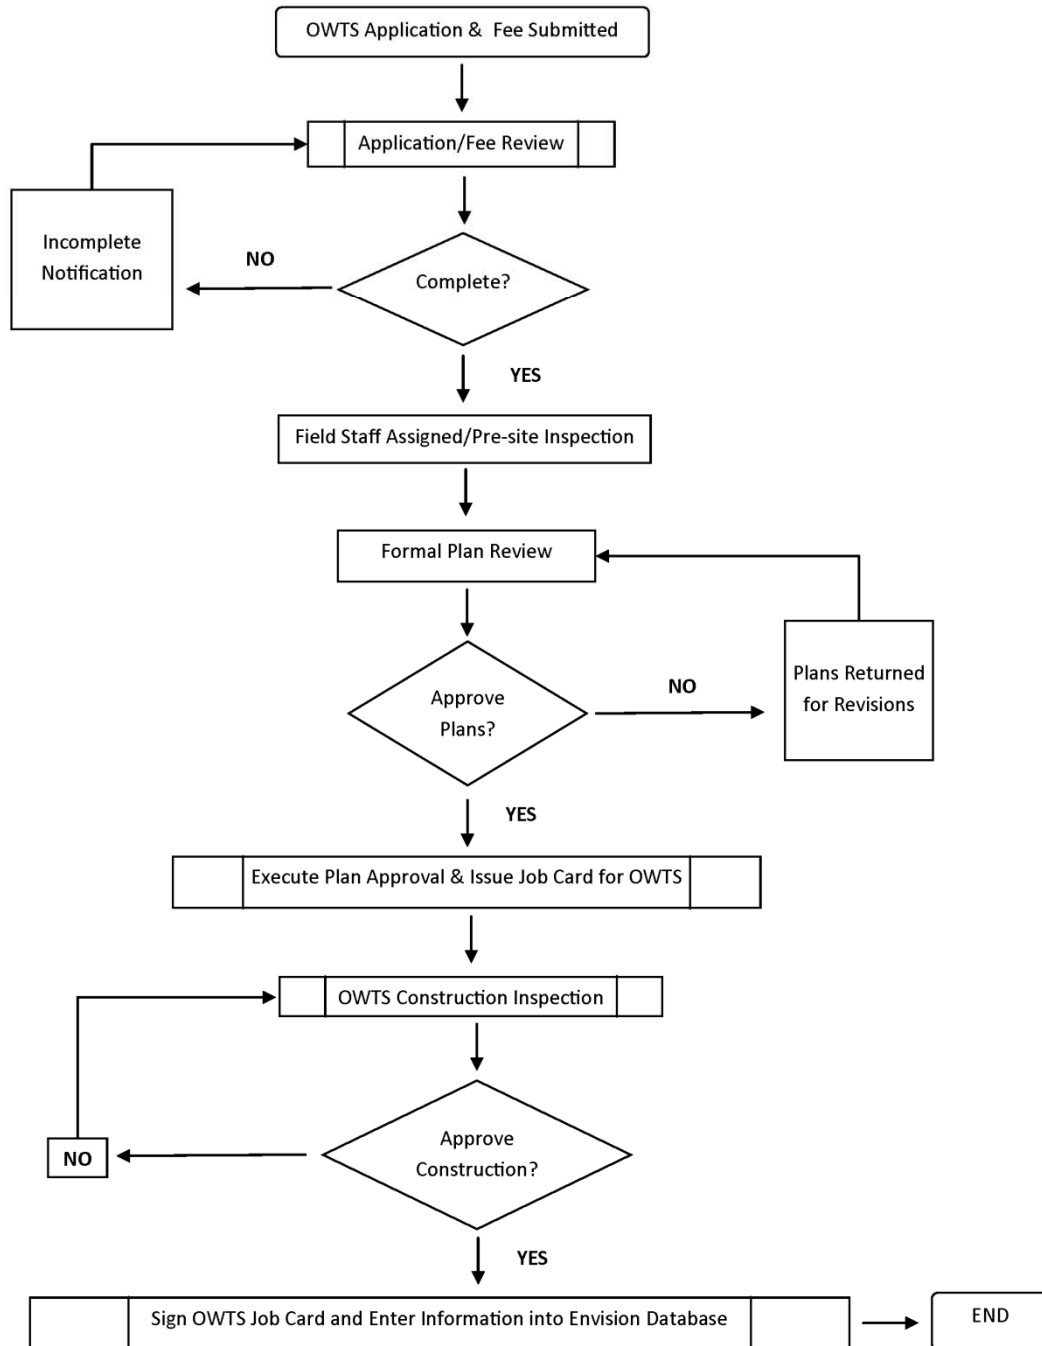 OWTS Application & Fee Submitted
Application/Fee Review
Incomplete
Notification
NO
Complete?
YES
Field Staff Assigned/Pre-site Inspection
Formal Plan Review
Approve
Plans?
NO
Plans Returned
for Revisions
YES
Execute Plan Approval & Issue Job Card for OWTS
OWTS Construction Inspection
Approve
Construction?
NO
YES
Sign OWTS Job Card and Enter Information into Envision Database
END